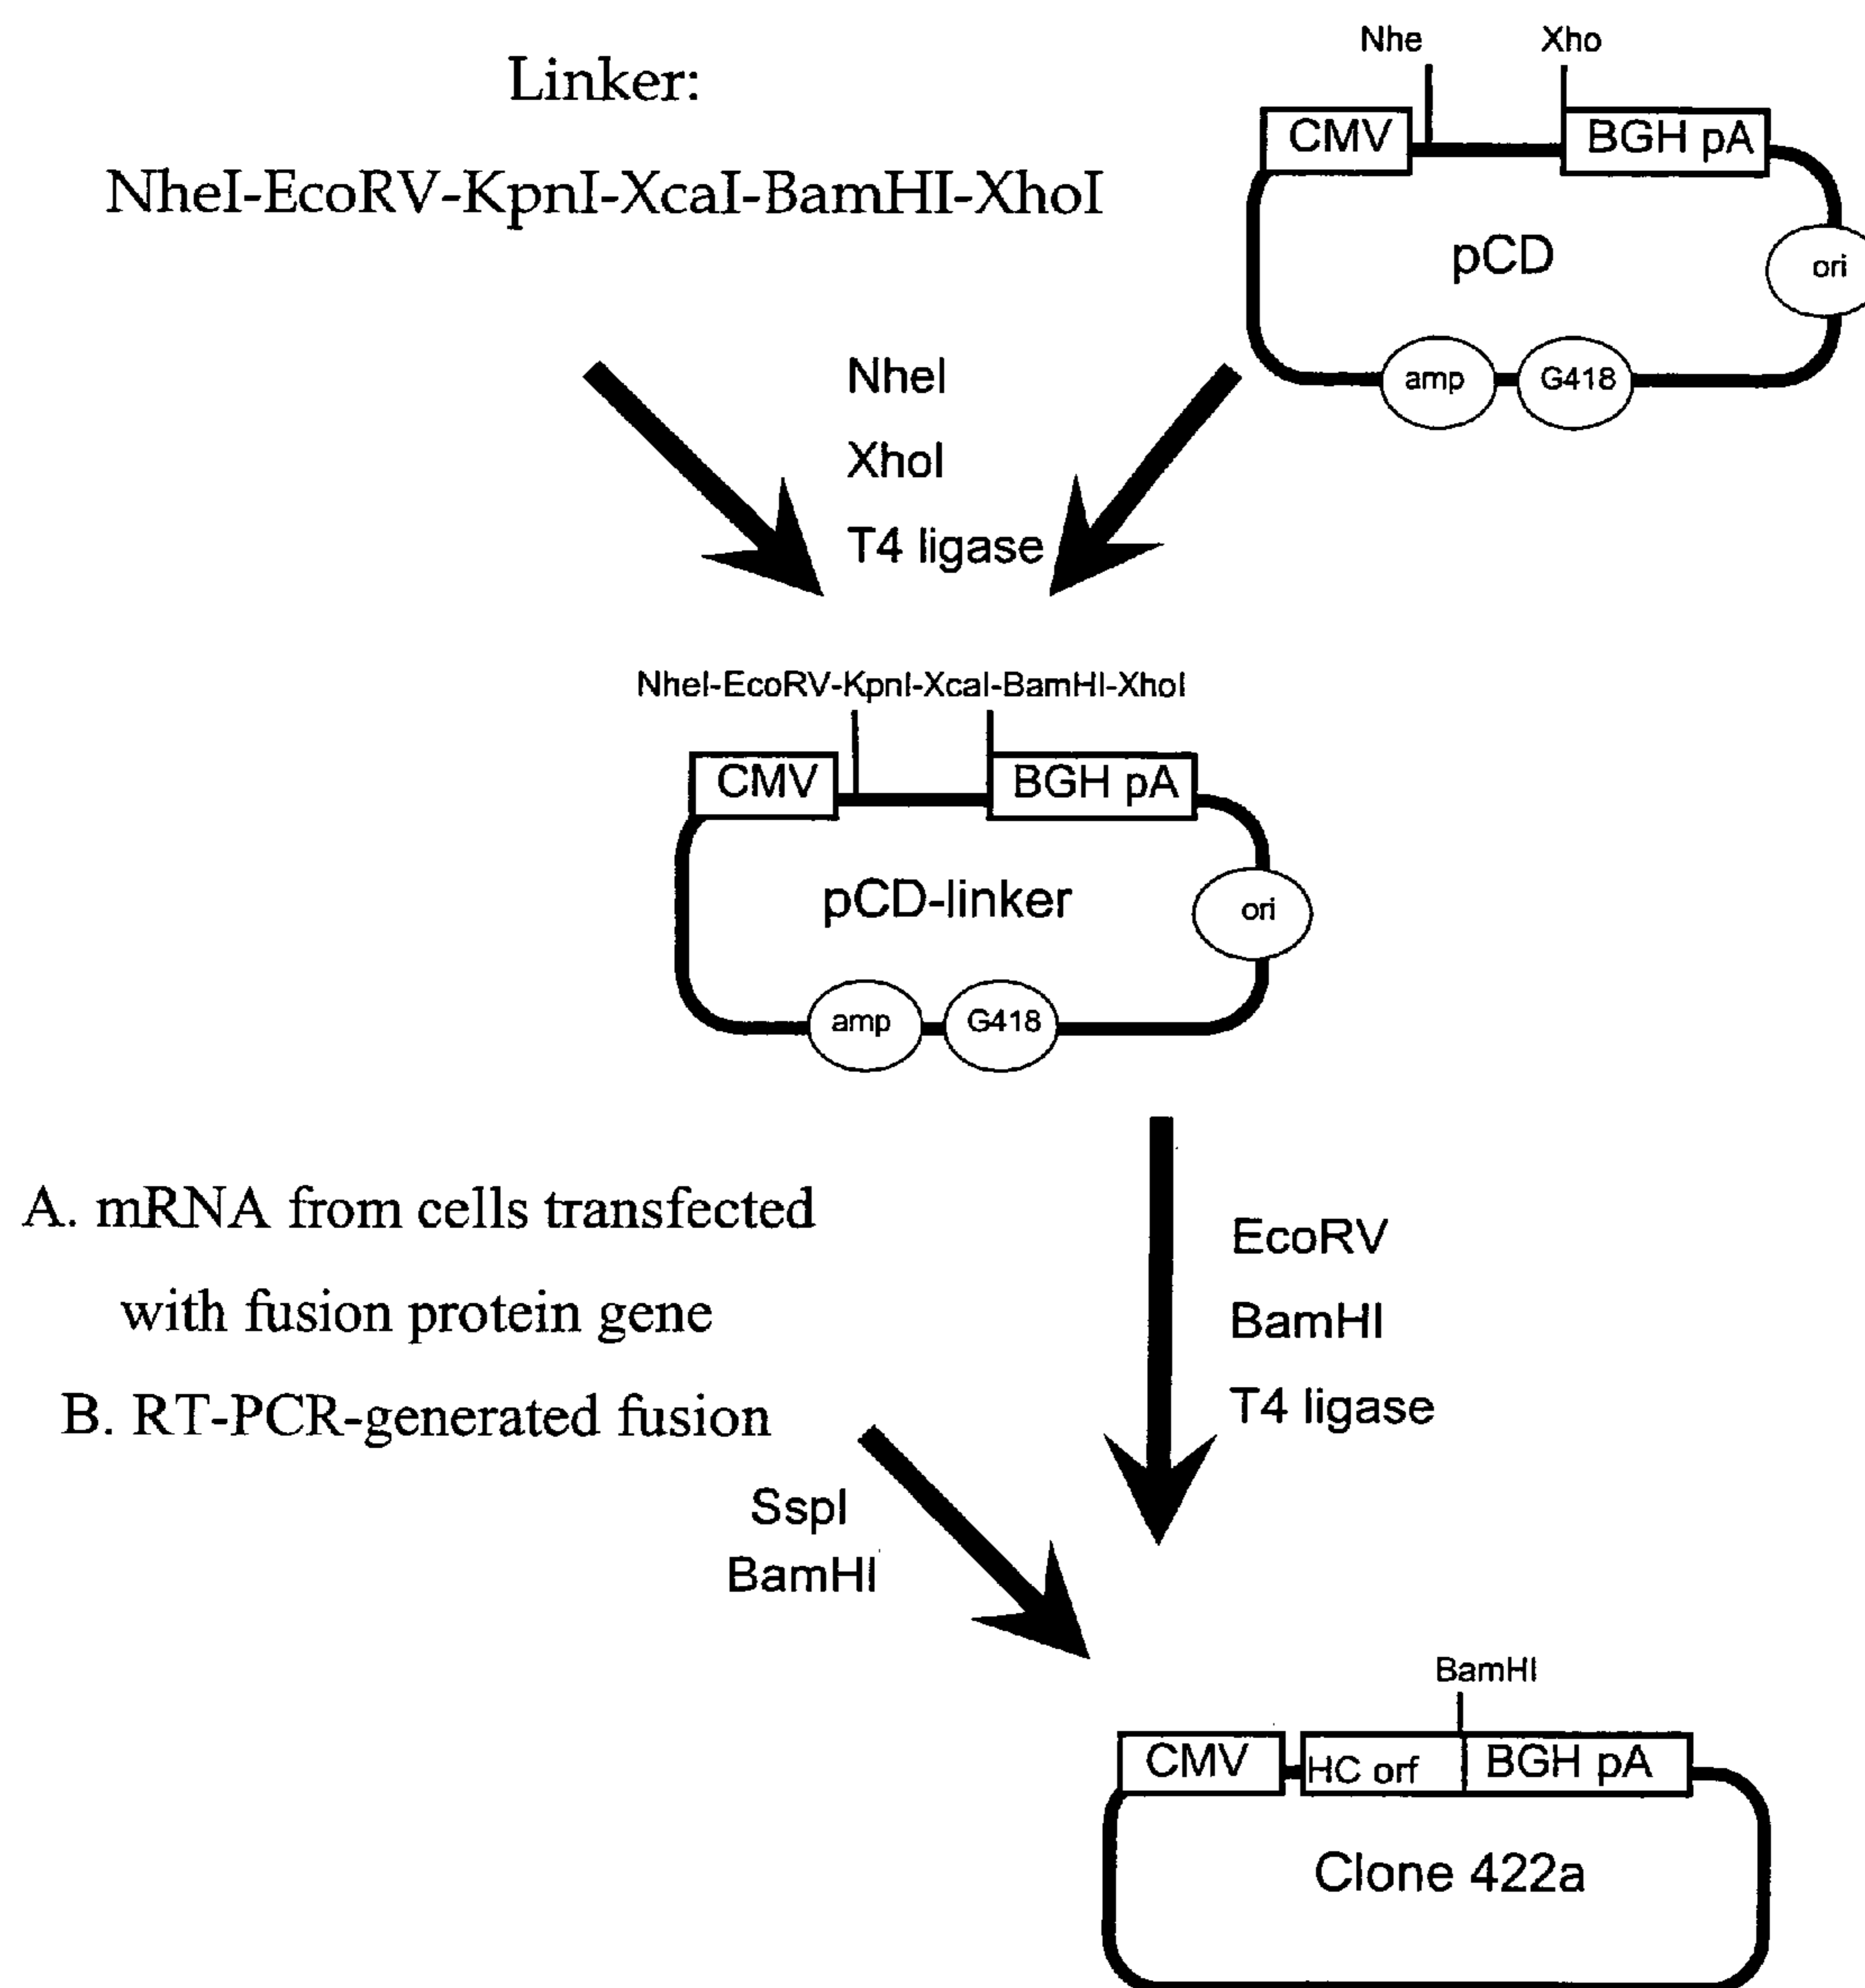 Linker:
NheI-EcoRV-KpnI-XcaI-BamHI-XhoI
Nhe Xho
CMV BGH pA
pCD
ori
amp G418
NheI
XhoI
T4 ligase
NheI-EcoRV-KpnI-XcaI-BamHI-XhoI
CMV BGH pA
pCD-linker
ori
amp G418
A. mRNA from cells transfected
with fusion protein gene
B. RT-PCR-generated fusion
EcoRV
BamHI
T4 ligase
SspI
BamHI
BamHI
CMV HC orf BGH pA
Clone 422a